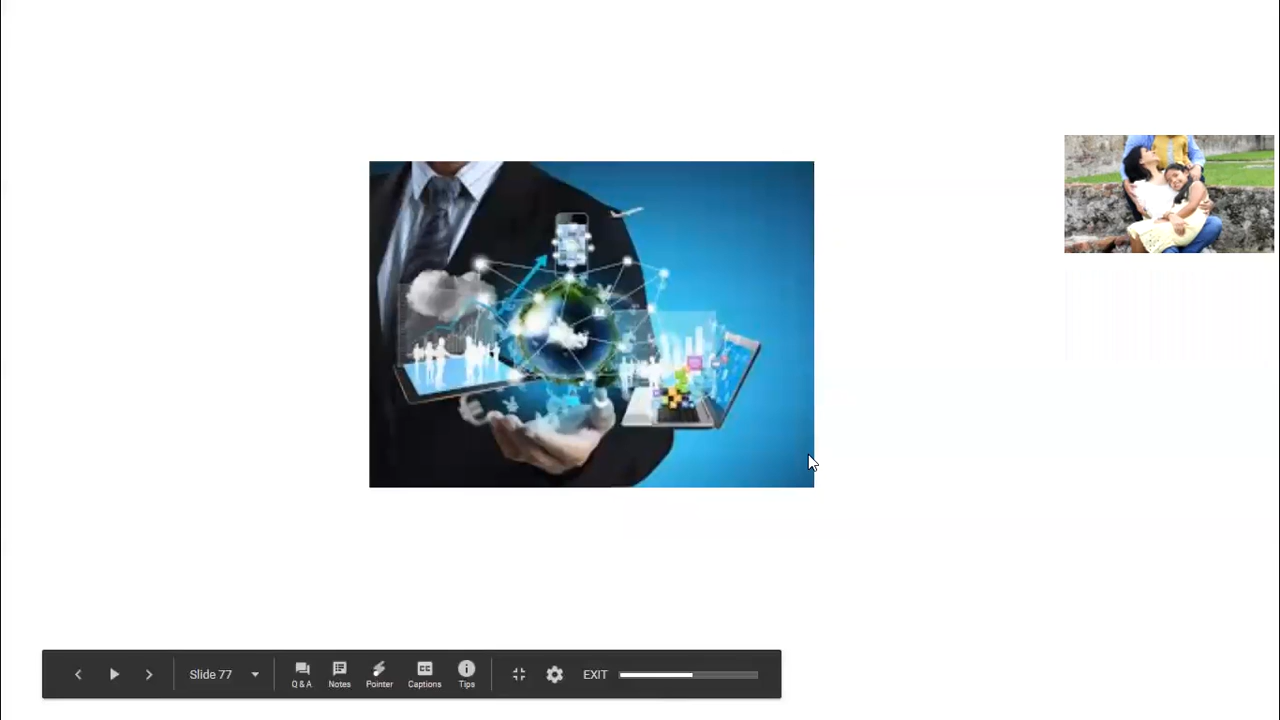 Slide 77
Q & A
Notes
Pointer
Captions
Tips
EXIT